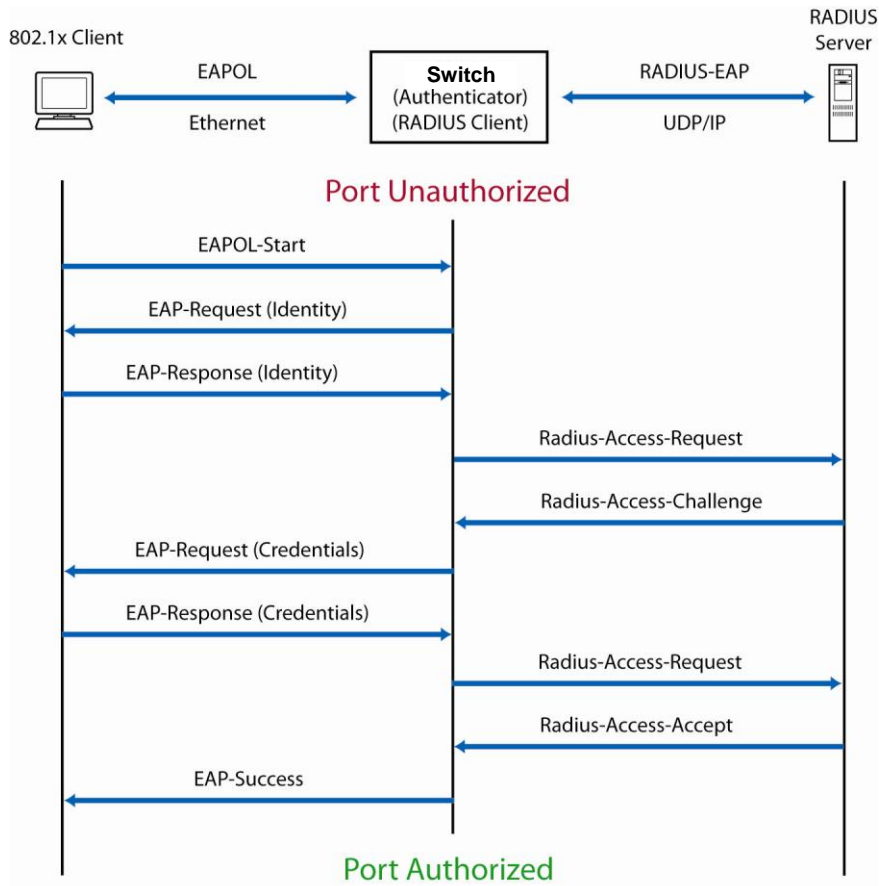 802.1x Client
EAPOL
Ethernet
Switch
(Authenticator)
(RADIUS Client)
RADIUS-EAP
UDP/IP
RADIUS
Server
Port Unauthorized
EAPOL-Start
EAP-Request (Identity)
EAP-Response (Identity)
Radius-Access-Request
Radius-Access-Challenge
EAP-Request (Credentials)
EAP-Response (Credentials)
Radius-Access-Request
Radius-Access-Accept
EAP-Success
Port Authorized